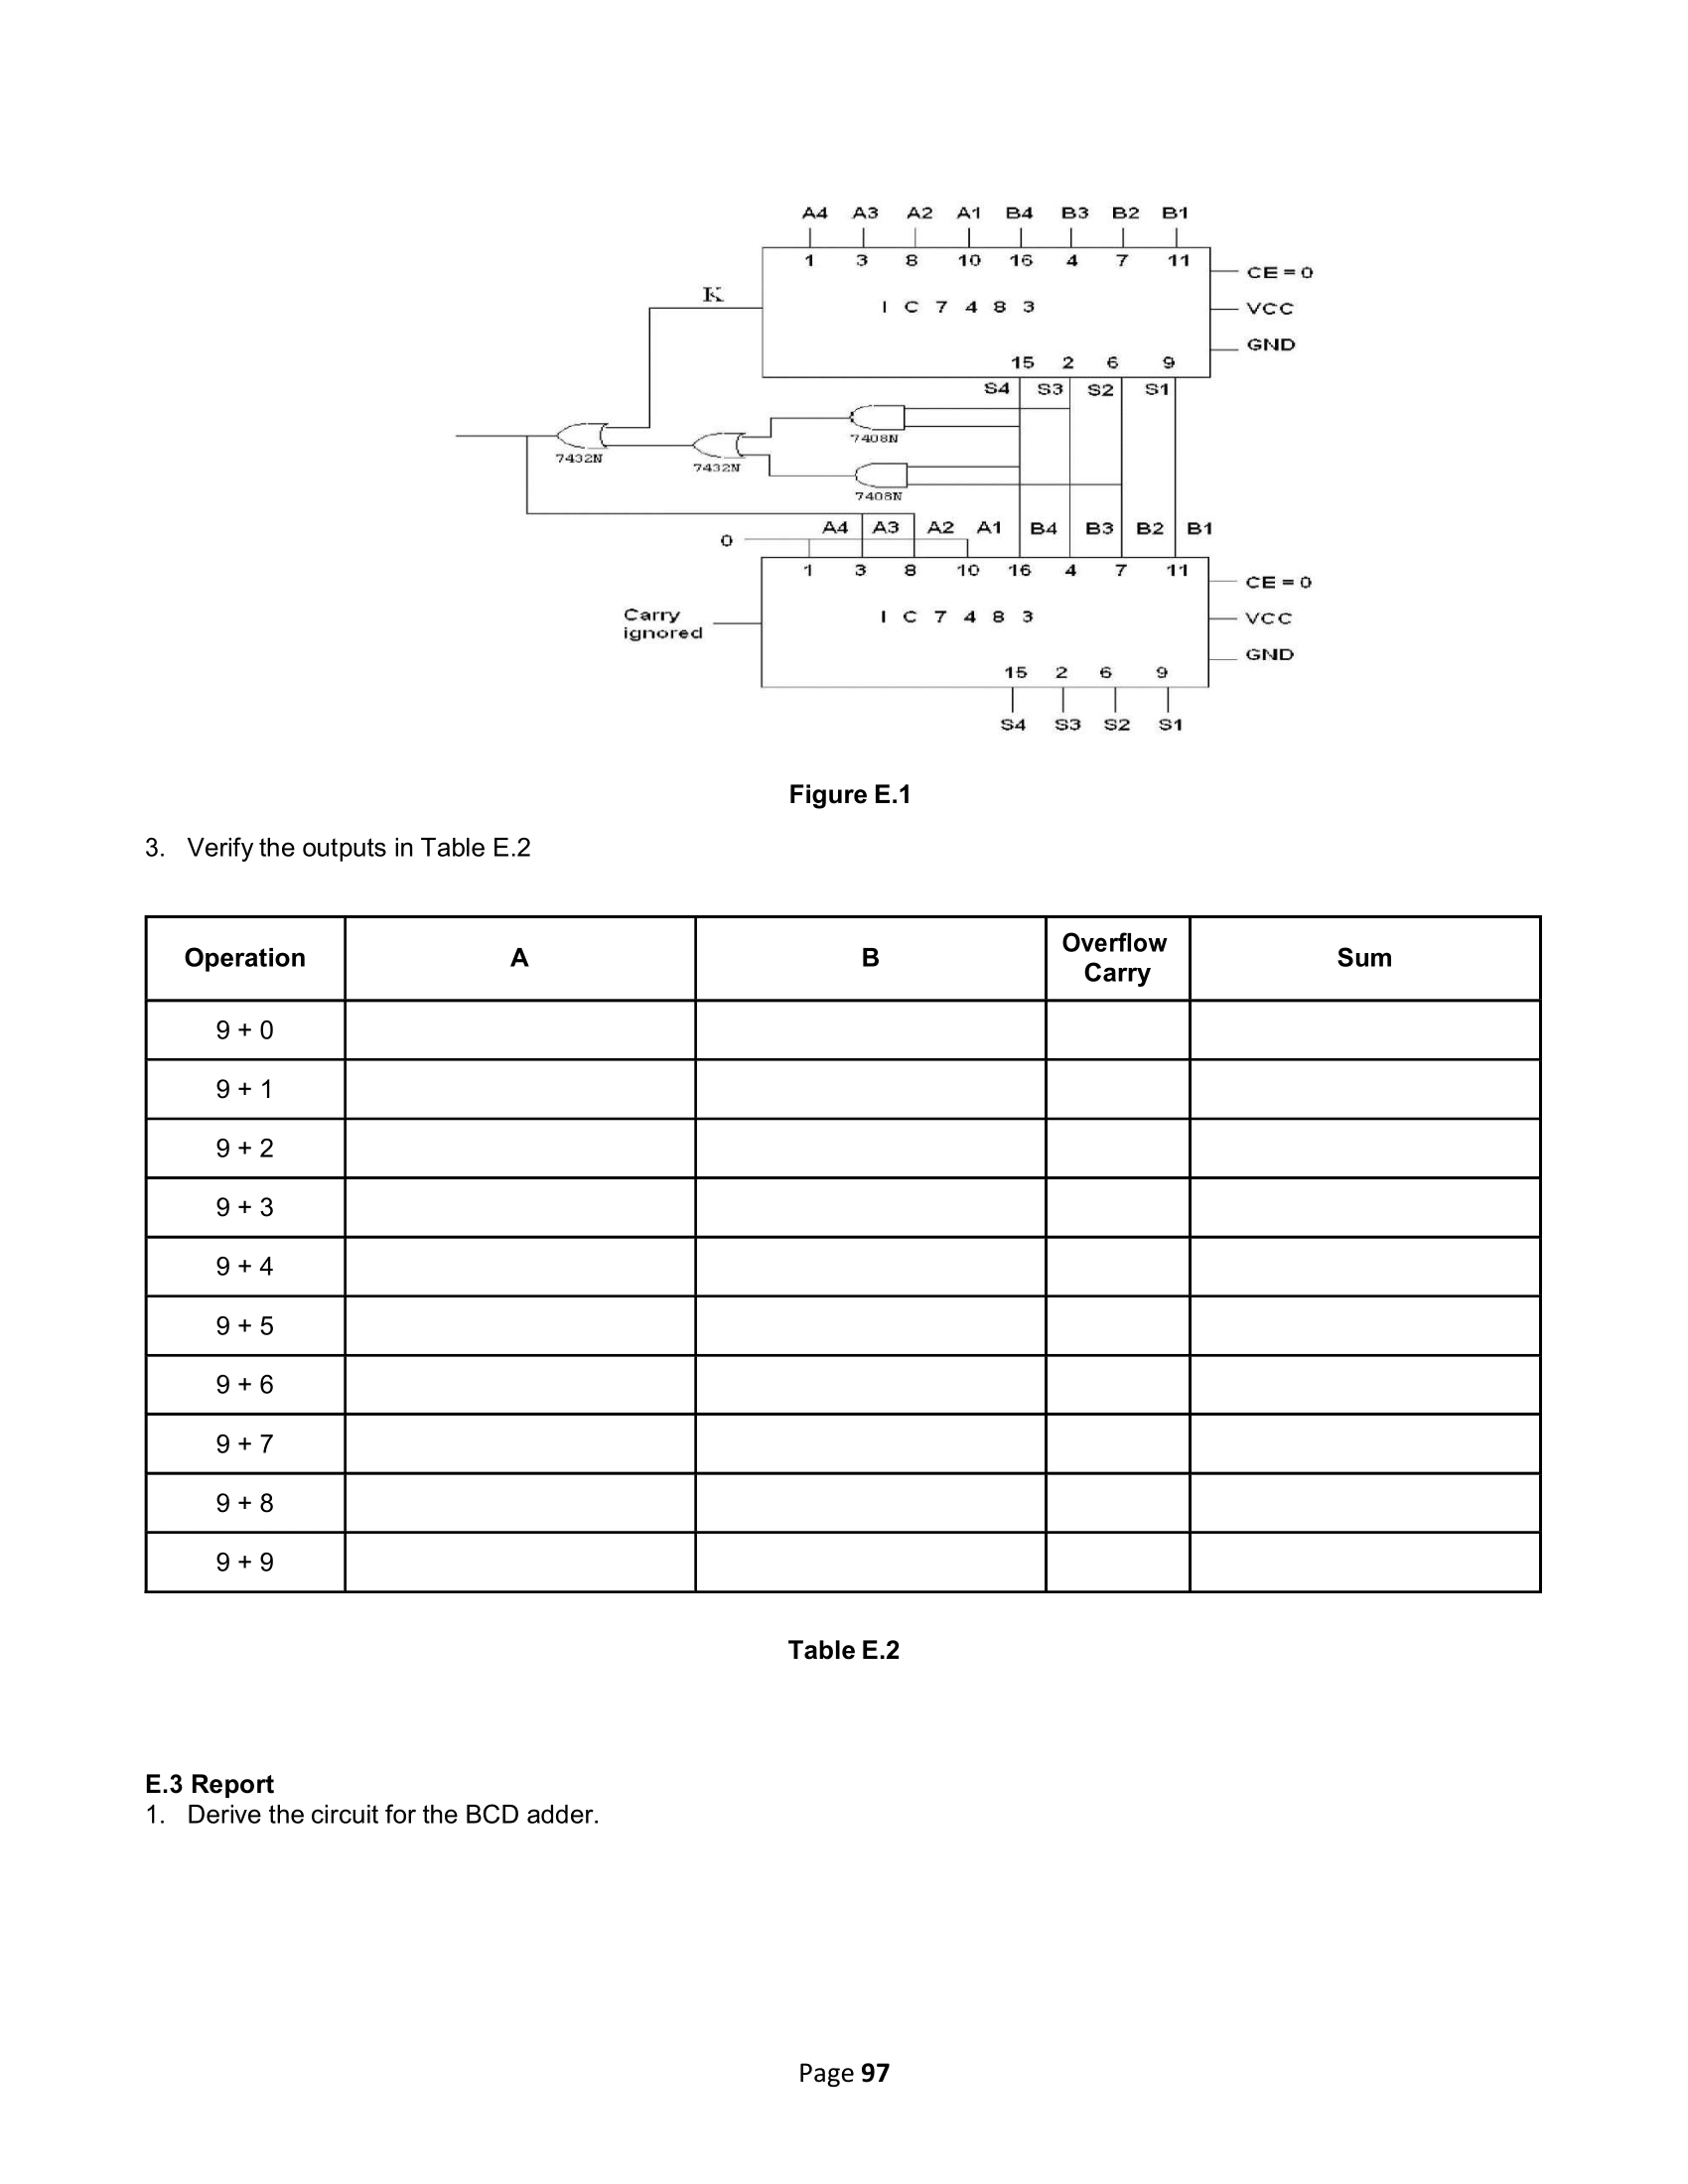 A4 A3 A2 A1 B4 B3 B2 B1
1 3 8 10 16 4 7 11
CE = 0
K
I C 7 4 8 3
VCC
GND
15 2 6 9
S4 S3 S2 S1
7408N
7432N
7432N
7408N
A4 A3 A2 A1 B4 B3 B2 B1
0
1 3 8 10 16 4 7 11
CE = 0
Carry
ignored
I C 7 4 8 3
VCC
GND
15 2 6 9
S4 S3 S2 S1
Figure E.1
3. Verify the outputs in Table E.2
Operation A B Overflow Carry Sum
9 + 0
9 + 1
9 + 2
9 + 3
9 + 4
9 + 5
9 + 6
9 + 7
9 + 8
9 + 9
Table E.2
E.3 Report
1. Derive the circuit for the BCD adder.
Page 97